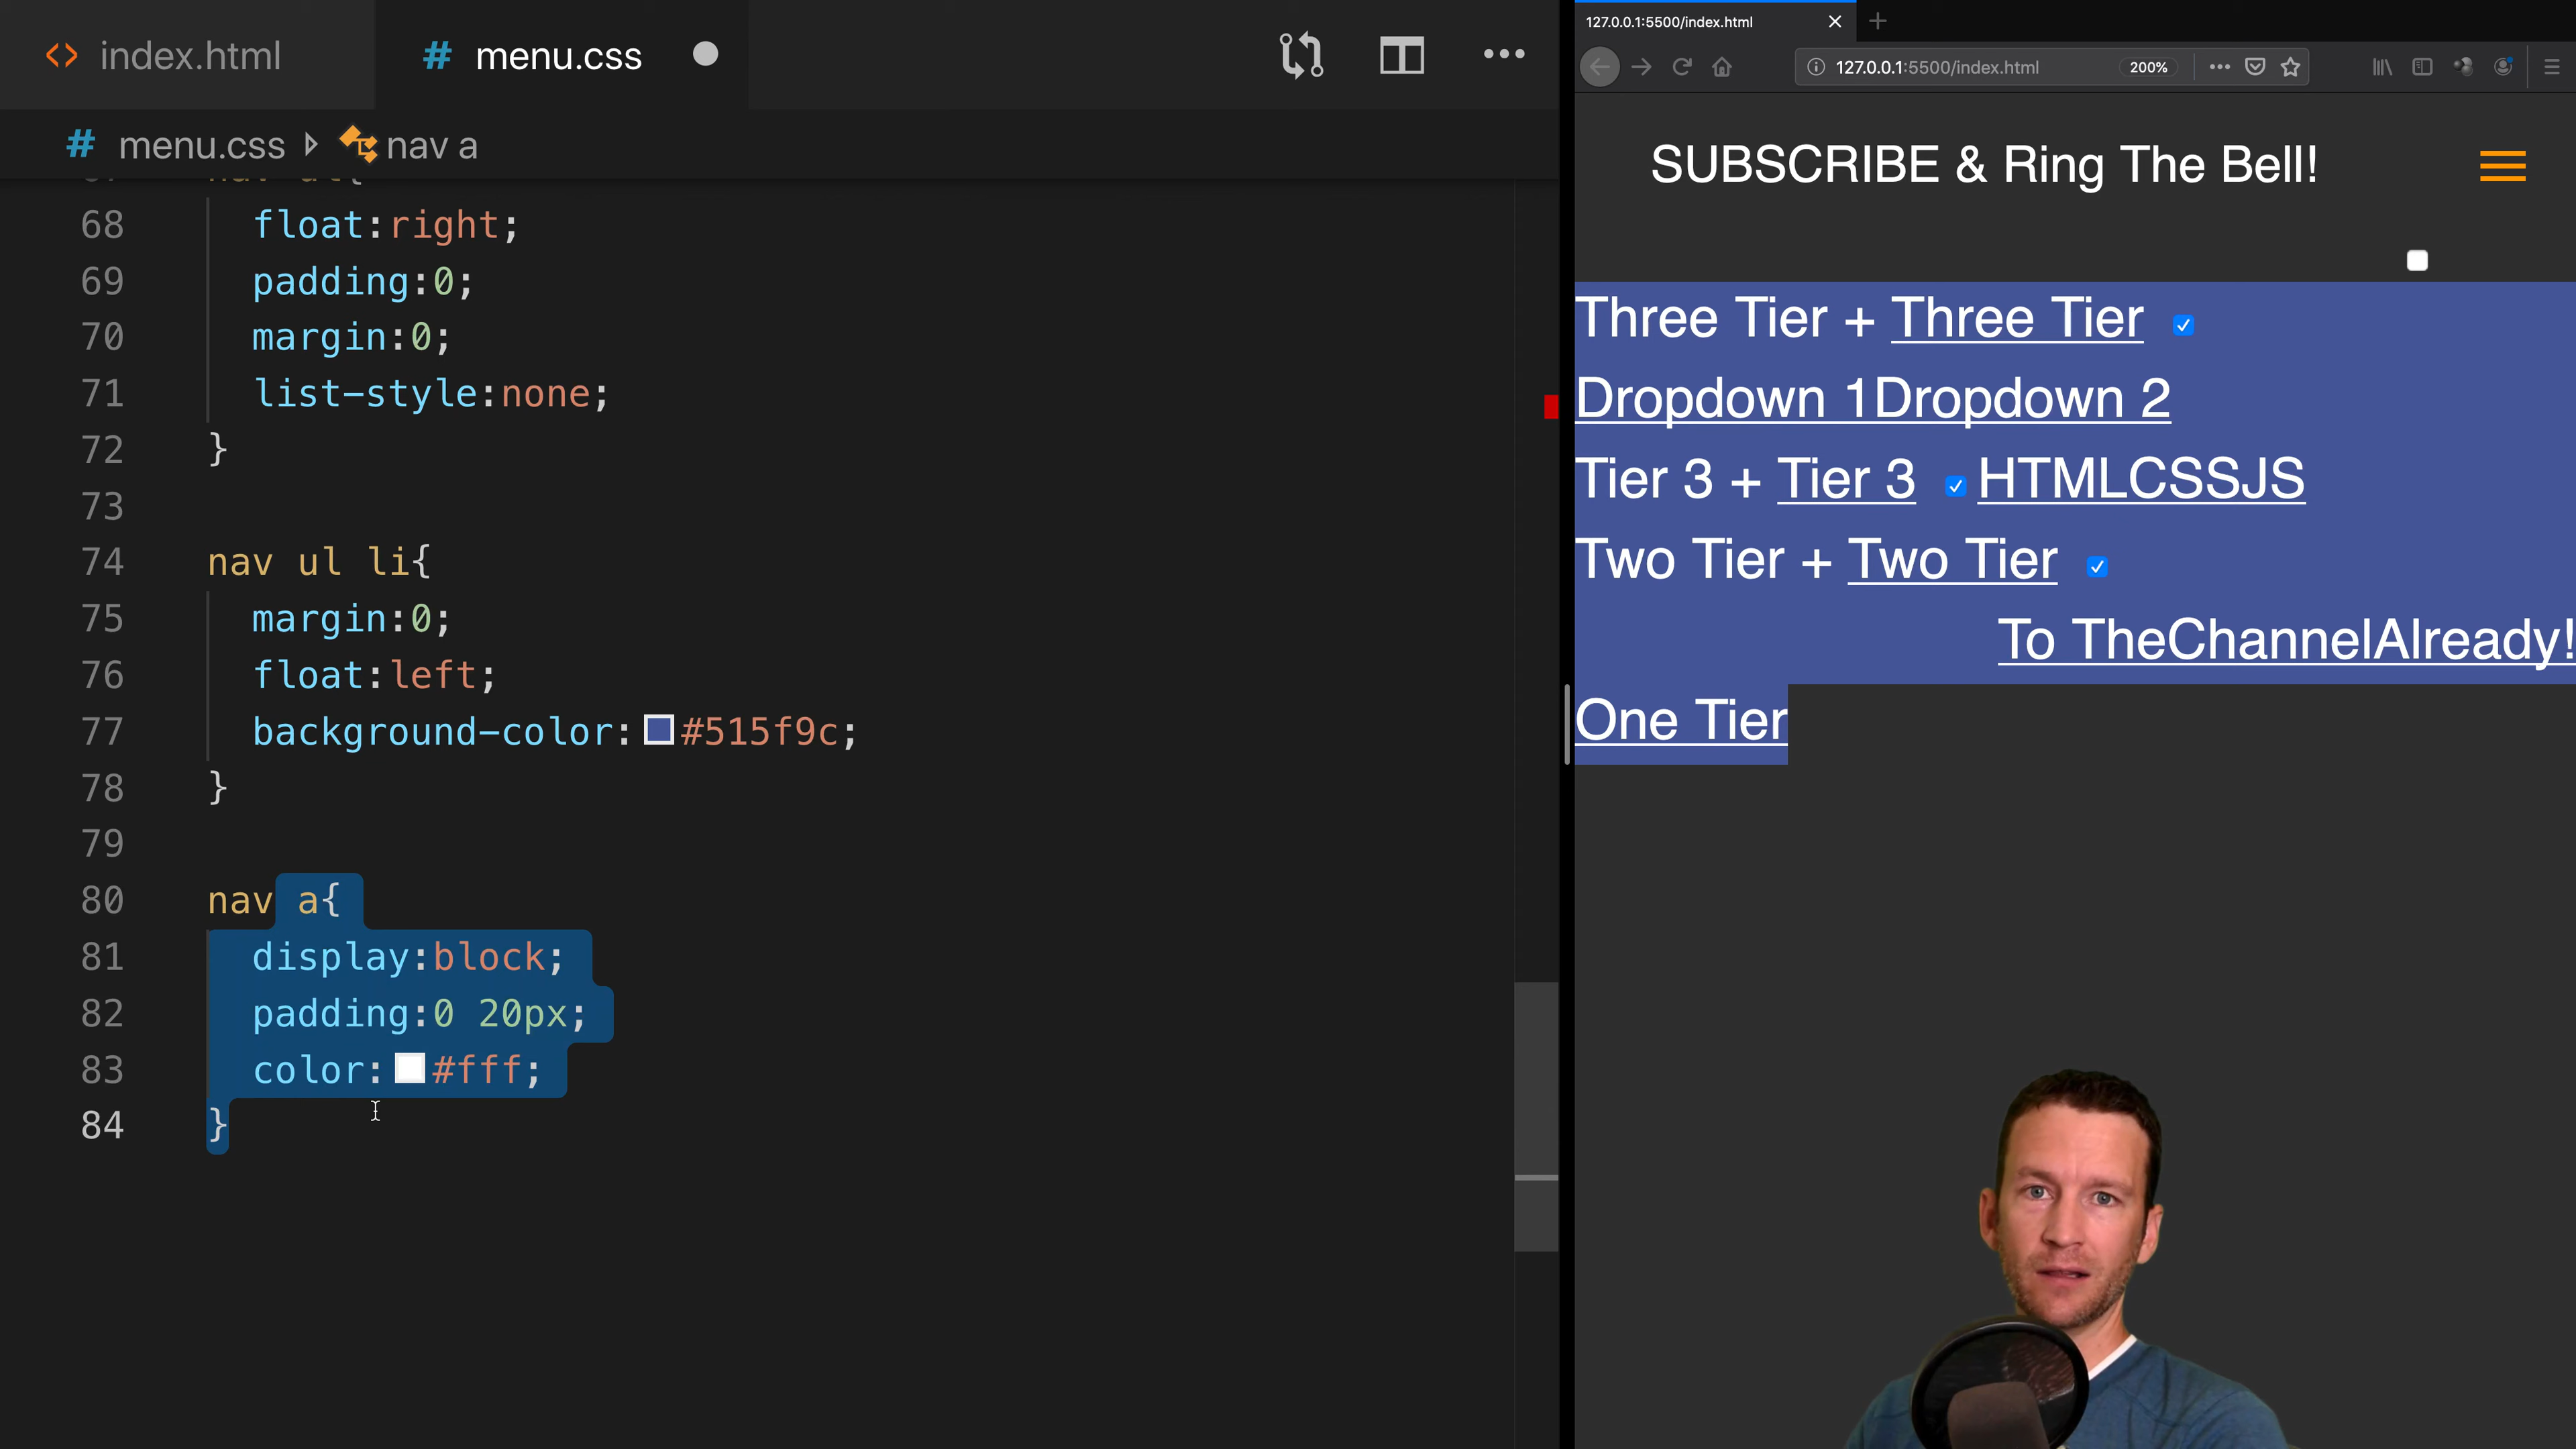 index.html
menu.css
menu.css nav a
68 float:right;
69 padding:0;
70 margin:0;
71 list-style:none;
72 }
73
74 nav ul li{
75 margin:0;
76 float:left;
77 background-color:#515f9c;
78 }
79
80 nav a{
81 display:block;
82 padding:0 20px;
83 color:#fff;
84 }
127.0.0.1:5500/index.html
127.0.0.1:5500/index.html 200%
SUBSCRIBE & Ring The Bell!
Three Tier + Three Tier
Dropdown 1Dropdown 2
Tier 3 + Tier 3 HTMLCSSJS
Two Tier + Two Tier
To TheChannelAlready!
One Tier